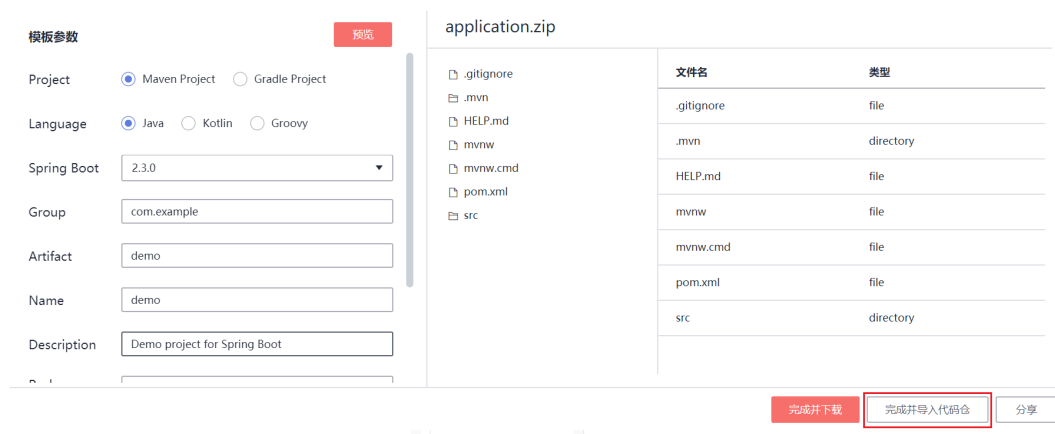 模板参数
预览
Project
Maven Project
Gradle Project
Language
Java
Kotlin
Groovy
Spring Boot
2.3.0
Group
com.example
Artifact
demo
Name
demo
Description
Demo project for Spring Boot
application.zip
.gitignore
.mvn
HELP.md
mvnw
mvnw.cmd
pom.xml
src
文件名 类型
.gitignore file
.mvn directory
HELP.md file
mvnw file
mvnw.cmd file
pom.xml file
src directory
完成并下载
完成并导入代码仓
分享